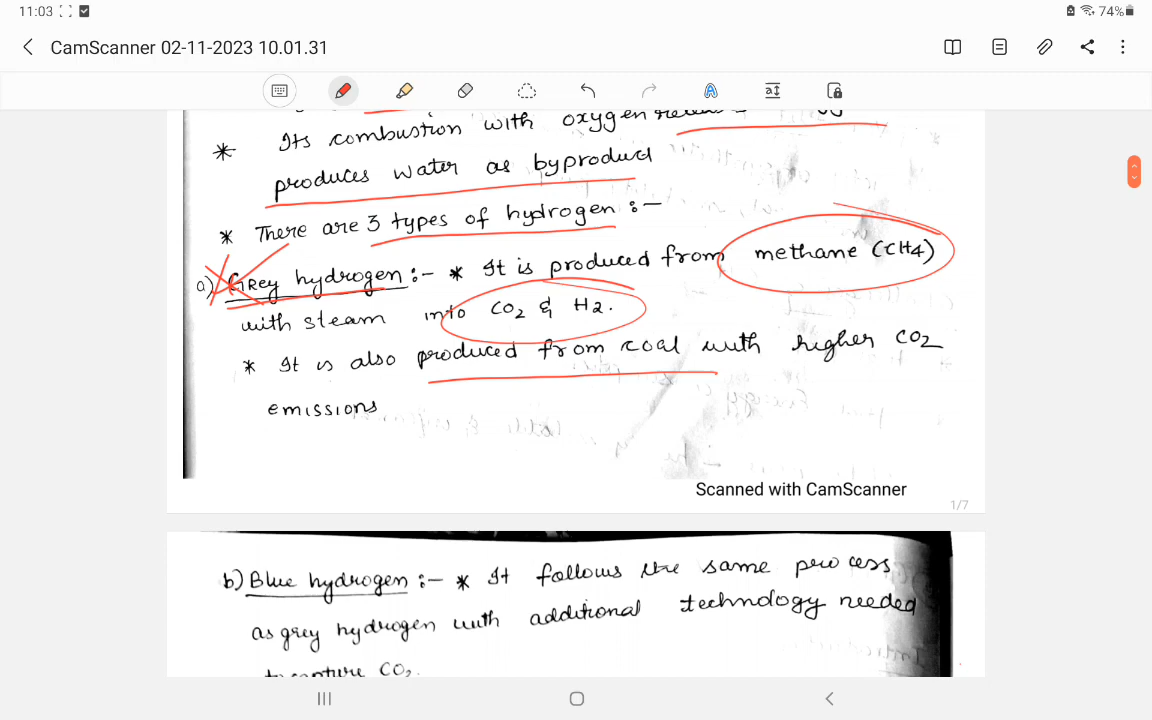 11:03
74%
CamScanner 02-11-2023 10.01.31
* Its combustion with oxygen
produces water as byproduct
* There are 3 types of hydrogen :-
a) Grey hydrogen :- * It is produced from methane (CH4)
with steam into CO2 & H2.
* It is also produced from coal with higher CO2
emissions
Scanned with CamScanner
1/7
b) Blue hydrogen :- * It follows the same process
as grey hydrogen with additional technology needed
to capture CO2.